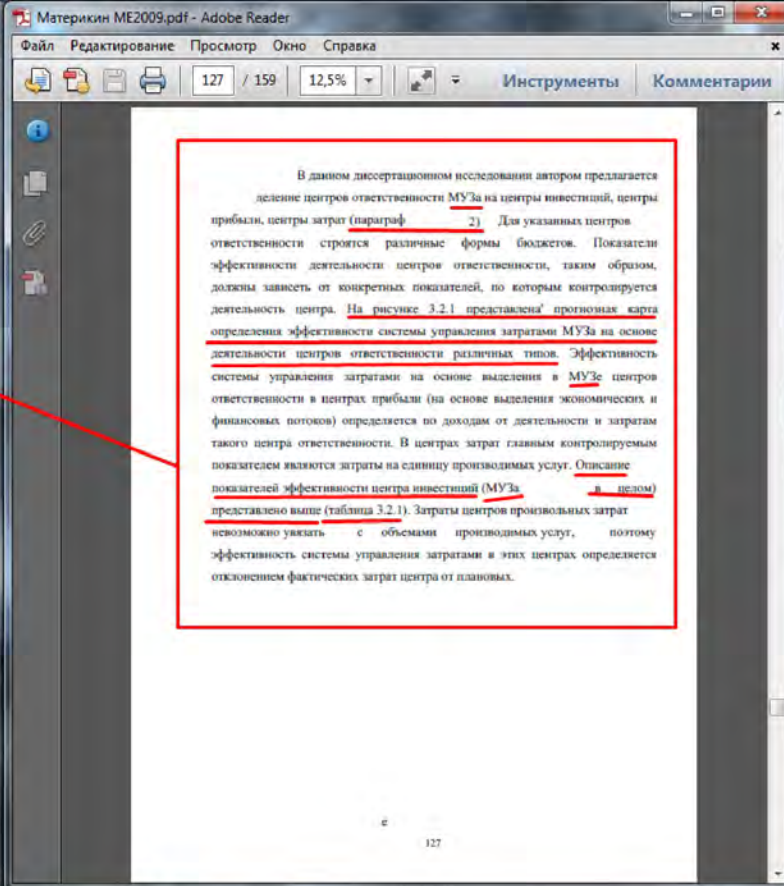 Материкин МЕ2009.pdf - Adobe Reader
Файл Редактирование Просмотр Окно Справка
127 / 159 12,5% Инструменты Комментарии
В данном диссертационном исследовании автором предлагается
деление центров ответственности МУЗа на центры инвестиций, центры
прибыли, центры затрат (параграф 2) Для указанных центров
ответственности строятся различные формы бюджетов. Показатели
эффективности деятельности центров ответственности, таким образом,
должны зависеть от конкретных показателей, по которым контролируется
деятельность центра. На рисунке 3.2.1 представлена' прогнозная карта
определения эффективности системы управления затратами МУЗа на основе
деятельности центров ответственности различных типов. Эффективность
системы управления затратами на основе выделения в МУЗе центров
ответственности в центрах прибыли (на основе выделения экономических и
финансовых потоков) определяется по доходам от деятельности и затратам
такого центра ответственности. В центрах затрат главным контролируемым
показателем являются затраты на единицу производимых услуг. Описание
показателей эффективности центра инвестиций (МУЗа в целом)
представлено выше (таблица 3.2.1). Затраты центров произвольных затрат
невозможно увязать с объемами производимых услуг, поэтому
эффективность системы управления затратами в этих центрах определяется
отклонением фактических затрат центра от плановых.
е
127